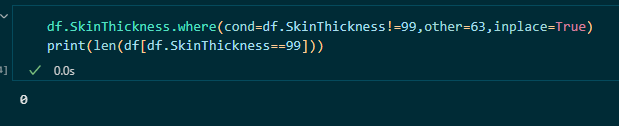 df.SkinThickness.where(cond=df.SkinThickness!=99,other=63,inplace=True)
print(len(df[df.SkinThickness==99]))
4]
0.0s
0